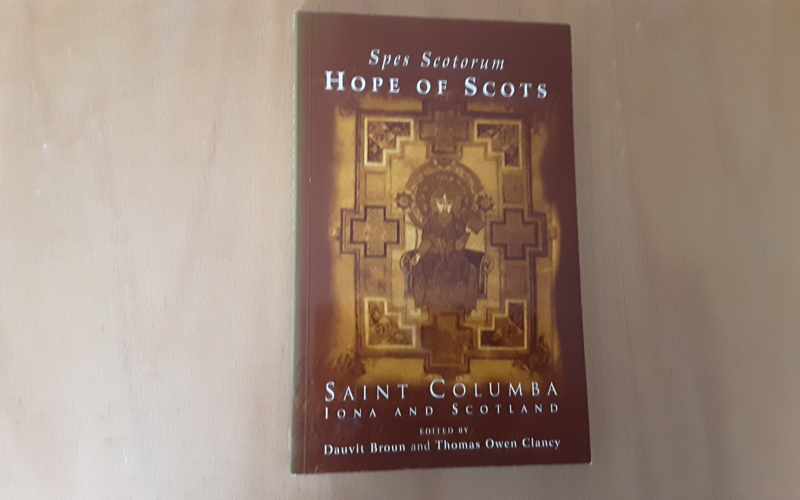 Spes Scotorum
HOPE OF SCOTS
SAINT COLUMBA
IONA AND SCOTLAND
EDITED BY
Dauvit Broun and Thomas Owen Clancy